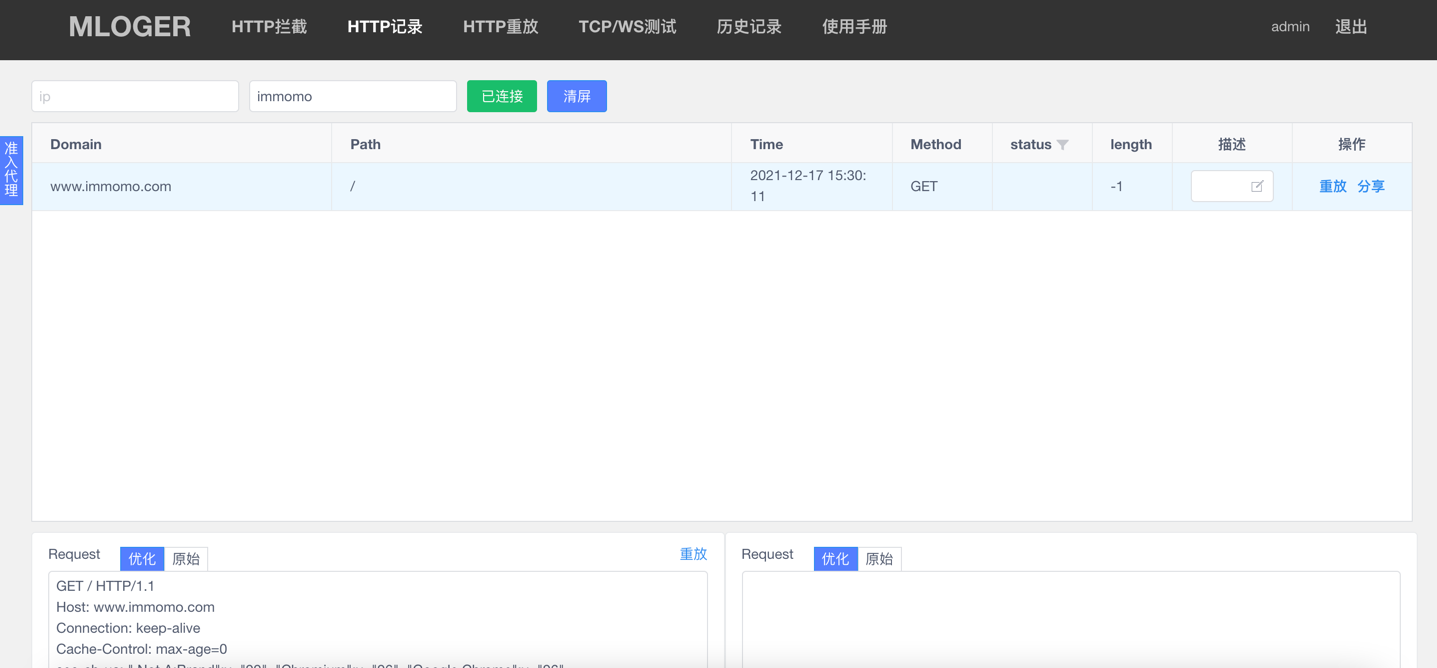 MLOGER HTTP拦截 HTTP记录 HTTP重放 TCP/WS测试 历史记录 使用手册 admin 退出
ip immomo 已连接 清屏
准入代理
Domain Path Time Method status length 描述 操作
www.immomo.com / 2021-12-17 15:30:11 GET -1 重放 分享
Request 优化 原始 重放
GET / HTTP/1.1
Host: www.immomo.com
Connection: keep-alive
Cache-Control: max-age=0
Request 优化 原始